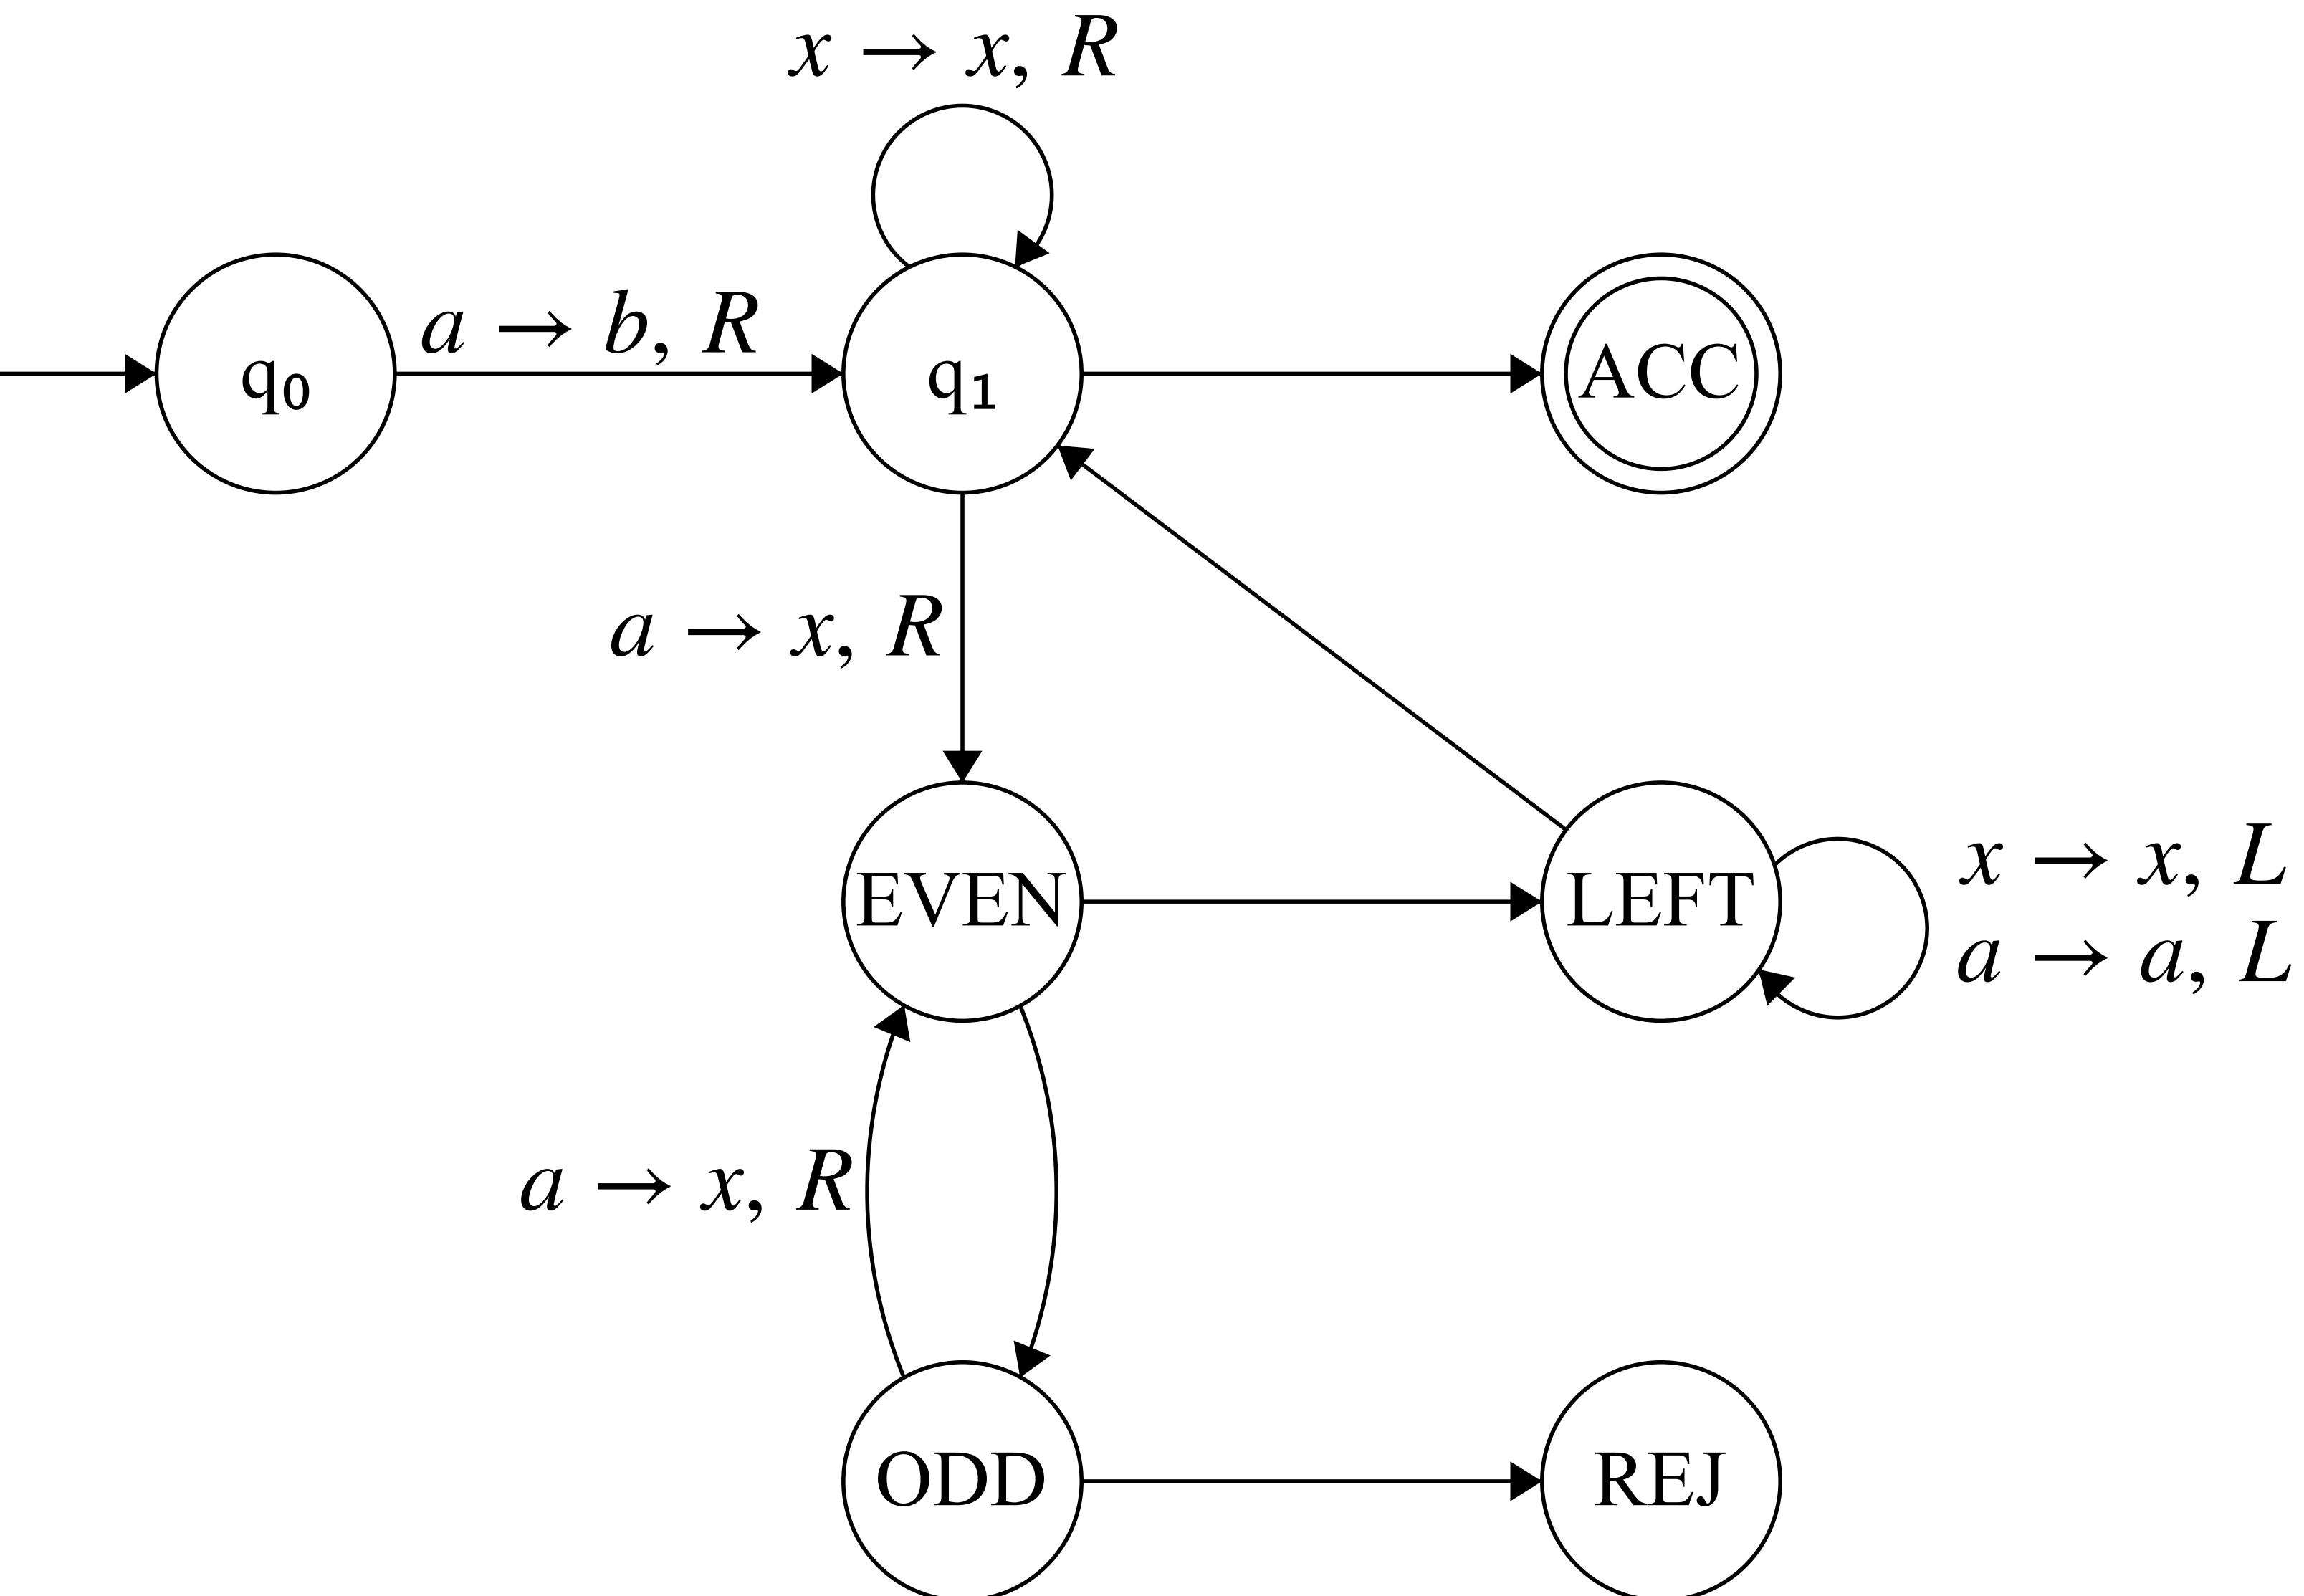 x → x, R
a → b, R
q₀
q₁
ACC
a → x, R
EVEN
LEFT
x → x, L
a → a, L
a → x, R
ODD
REJ